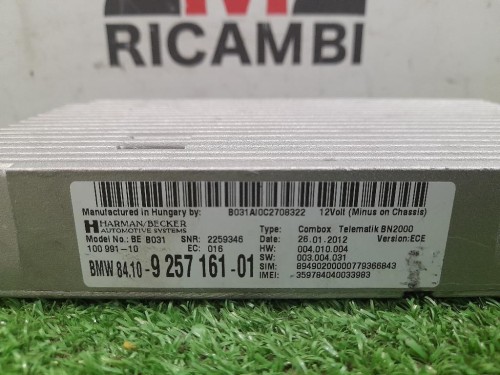 M
RICAMBI
Manufactured in Hungary by: B031AI0C2708322 12Volt (Minus on Chassis)
HARMAN/BECKER
AUTOMOTIVE SYSTEMS
Type: Combox Telematik BN2000
Model No.: BE B031 SNR: 2259346 Date: 26.01.2012 Version: ECE
100 991-10 EC: 016 HW: 004.010.004
SW: 003.004.031
BMW 84.10-9 257 161-01
SIM: 89490200000779366843
IMEI: 359784040033983